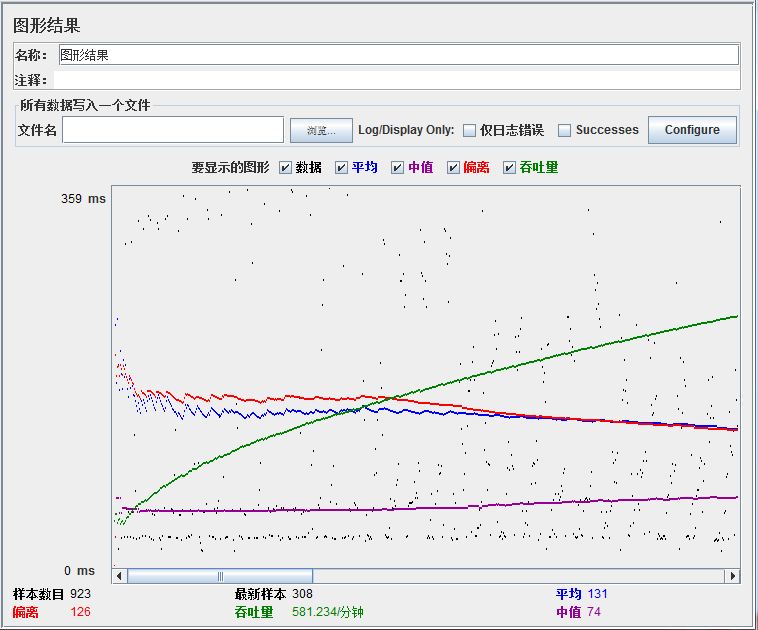 图形结果
名称： 图形结果
注释：
所有数据写入一个文件
文件名 浏览... Log/Display Only: 仅日志错误 Successes Configure
要显示的图形 数据 平均 中值 偏离 吞吐量
359 ms
0 ms
样本数目 923 最新样本 308 平均 131
偏离 126 吞吐量 581.234/分钟 中值 74